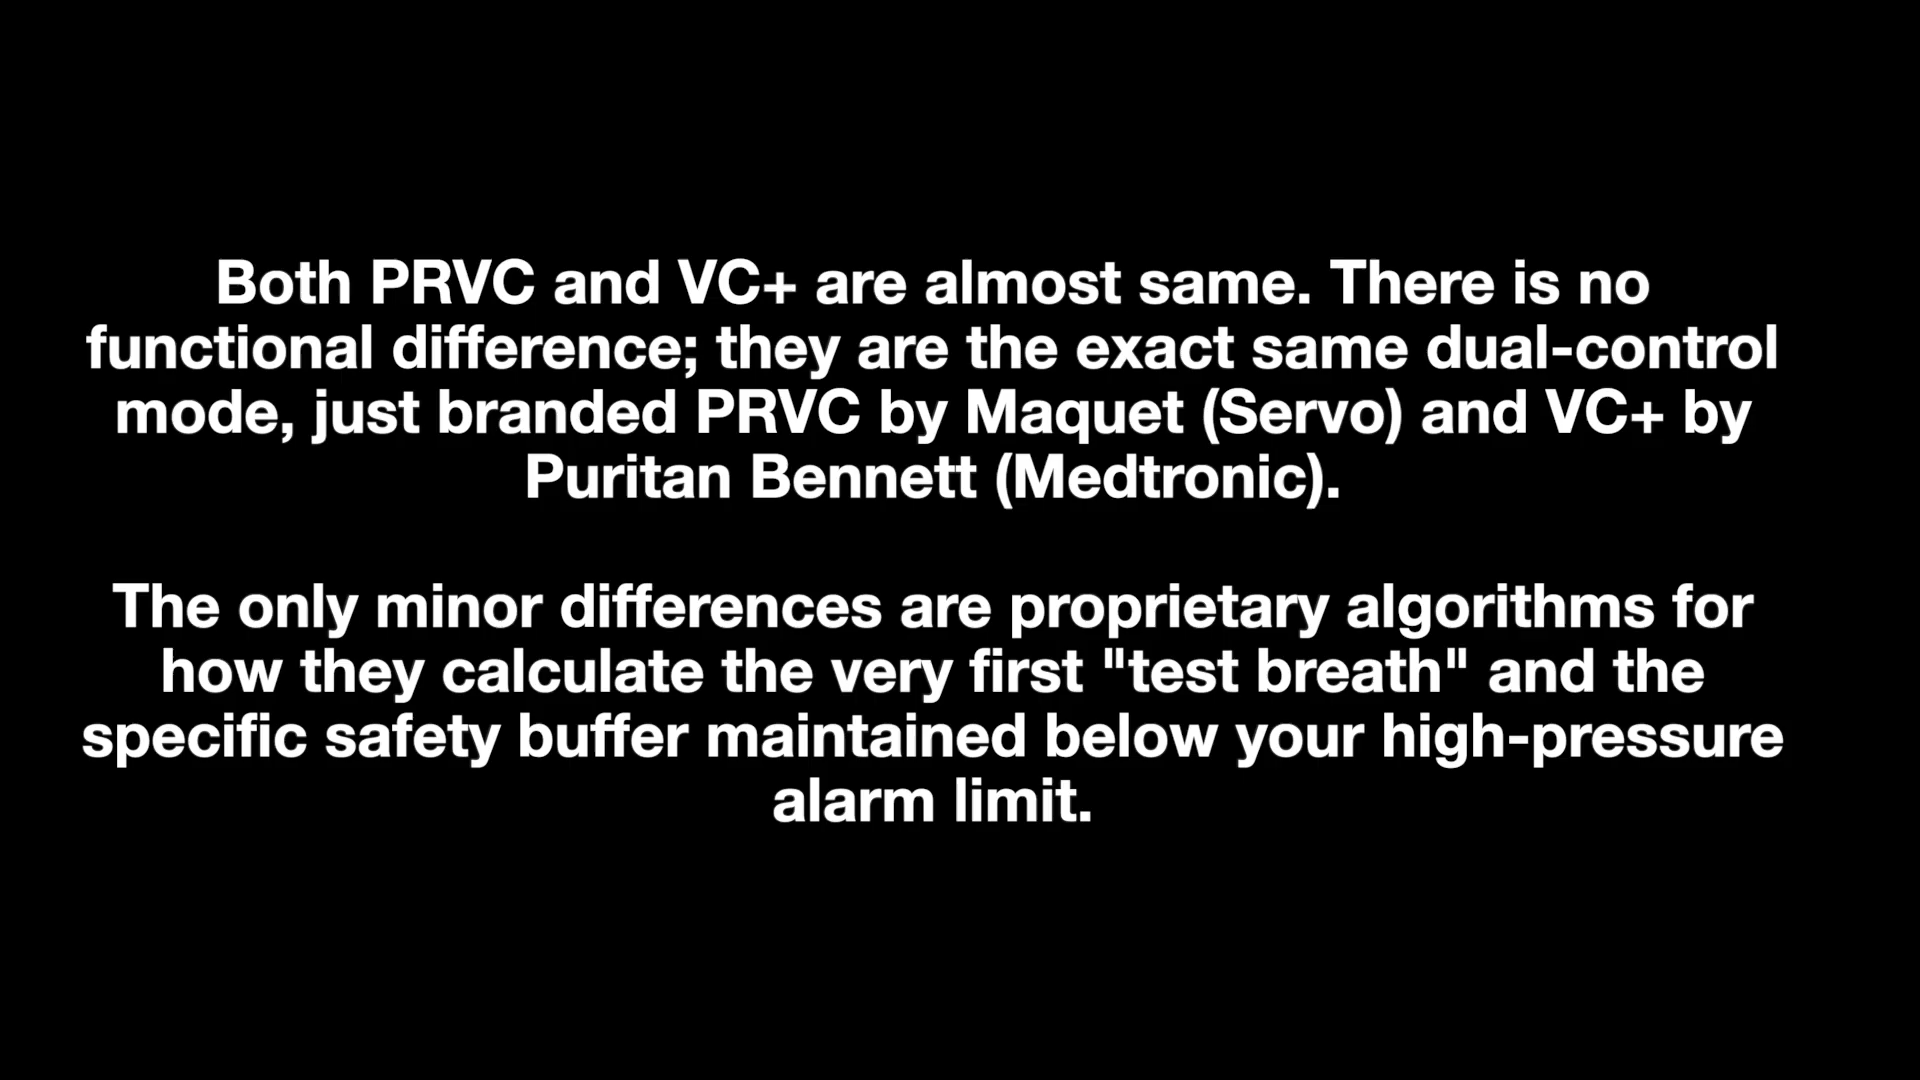 Both PRVC and VC+ are almost same. There is no
functional difference; they are the exact same dual-control
mode, just branded PRVC by Maquet (Servo) and VC+ by
Puritan Bennett (Medtronic).
The only minor differences are proprietary algorithms for
how they calculate the very first "test breath" and the
specific safety buffer maintained below your high-pressure
alarm limit.